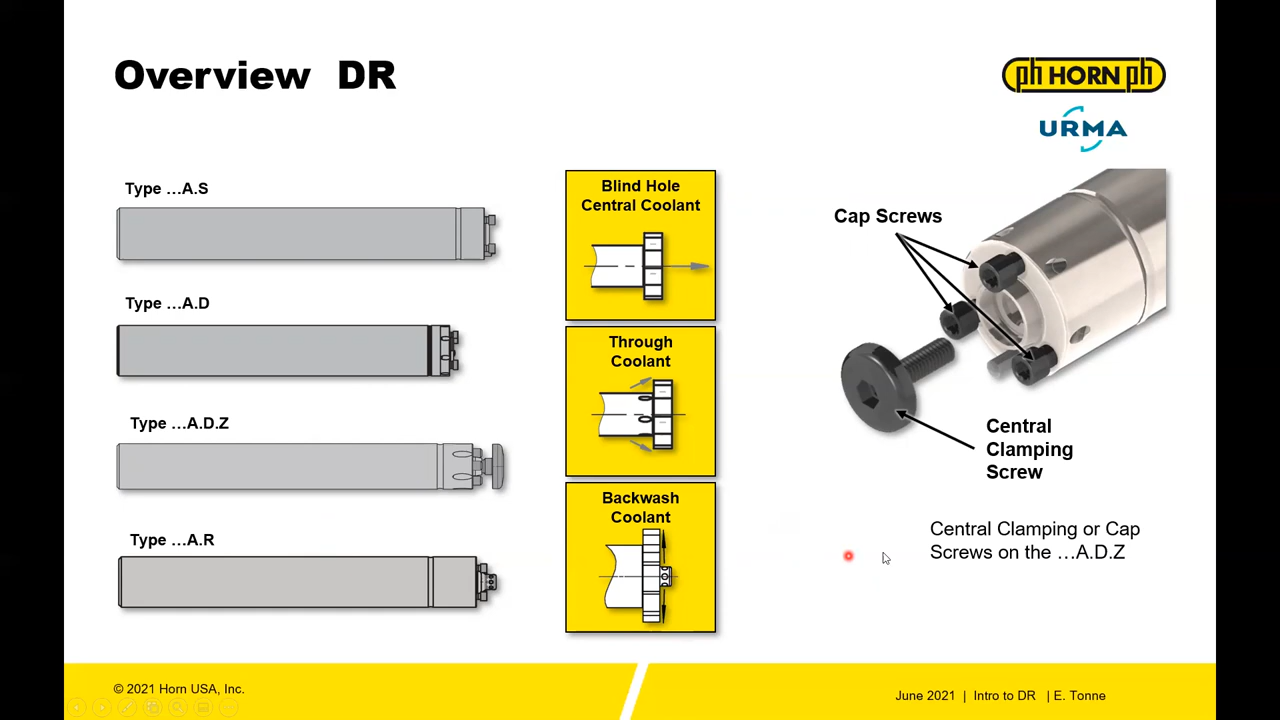 Overview DR
ph HORN ph
URMA
Type …A.S
Type …A.D
Type …A.D.Z
Type …A.R
Blind Hole
Central Coolant
Through
Coolant
Backwash
Coolant
Cap Screws
Central
Clamping
Screw
Central Clamping or Cap
Screws on the …A.D.Z
© 2021 Horn USA, Inc.
June 2021 | Intro to DR | E. Tonne